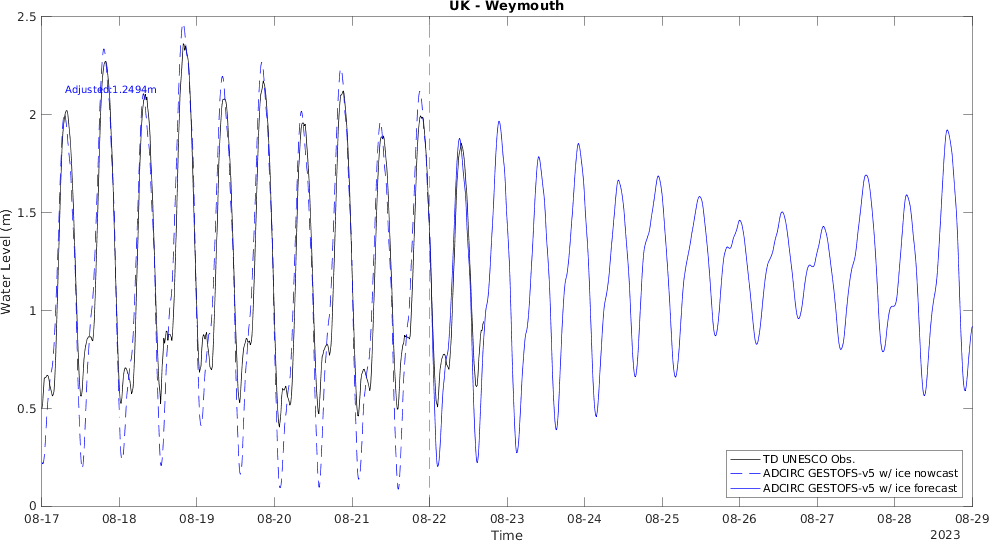 UK - Weymouth
2.5
2
1.5
1
0.5
0
Water Level (m)
Adjusted:1.2494m
TD UNESCO Obs.
ADCIRC GESTOFS-v5 w/ ice nowcast
ADCIRC GESTOFS-v5 w/ ice forecast
08-17 08-18 08-19 08-20 08-21 08-22 08-23 08-24 08-25 08-26 08-27 08-28 08-29
Time
2023